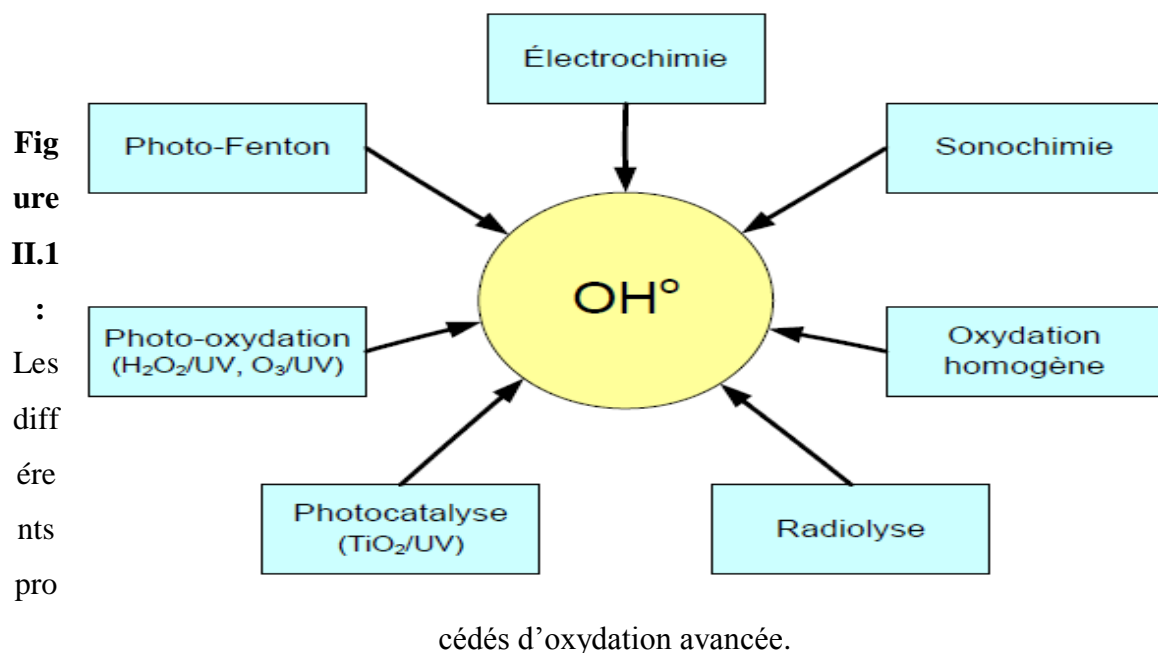 Électrochimie
Photo-Fenton
Sonochimie
OH°
Photo-oxydation
(H₂O₂/UV, O₃/UV)
Oxydation
homogène
Photocatalyse
(TiO₂/UV)
Radiolyse
Fig
ure
II.1
:
Les
diff
ére
nts
pro
cédés d’oxydation avancée.